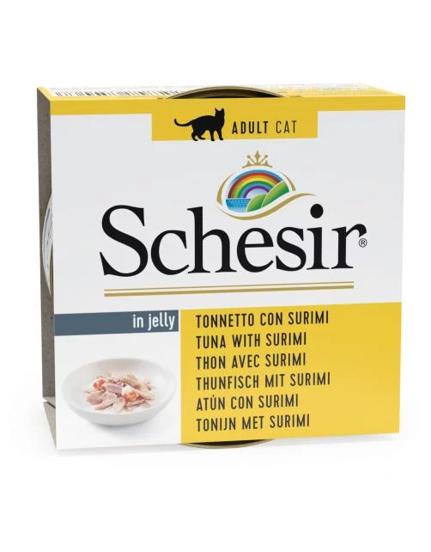 ADULT CAT
Schesir®
in jelly
TONNETTO CON SURIMI
TUNA WITH SURIMI
THON AVEC SURIMI
THUNFISCH MIT SURIMI
ATÚN CON SURIMI
TONIJN MET SURIMI